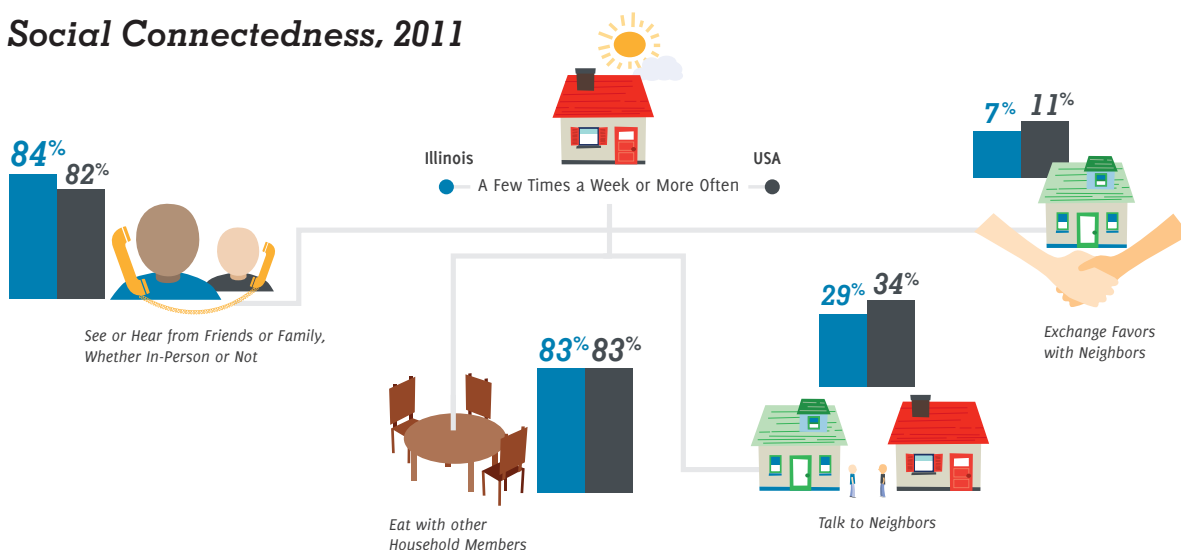 Social Connectedness, 2011
Illinois
USA
A Few Times a Week or More Often
84%
82%
See or Hear from Friends or Family,
Whether In-Person or Not
83%
83%
Eat with other
Household Members
29%
34%
Talk to Neighbors
7%
11%
Exchange Favors
with Neighbors